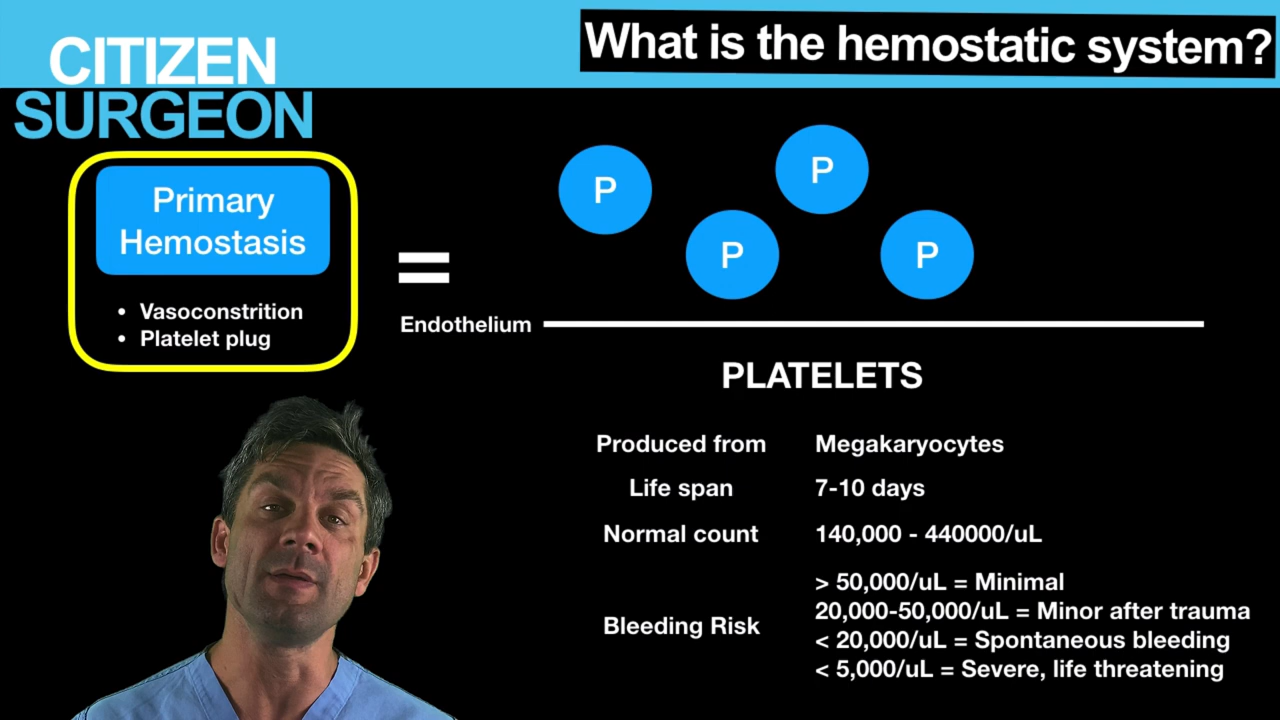 CITIZEN
SURGEON
What is the hemostatic system?
Primary
Hemostasis
• Vasoconstrition
• Platelet plug
=
P
P
P
P
Endothelium
PLATELETS
Produced from Megakaryocytes
Life span 7-10 days
Normal count 140,000 - 440000/uL
Bleeding Risk
> 50,000/uL = Minimal
20,000-50,000/uL = Minor after trauma
< 20,000/uL = Spontaneous bleeding
< 5,000/uL = Severe, life threatening